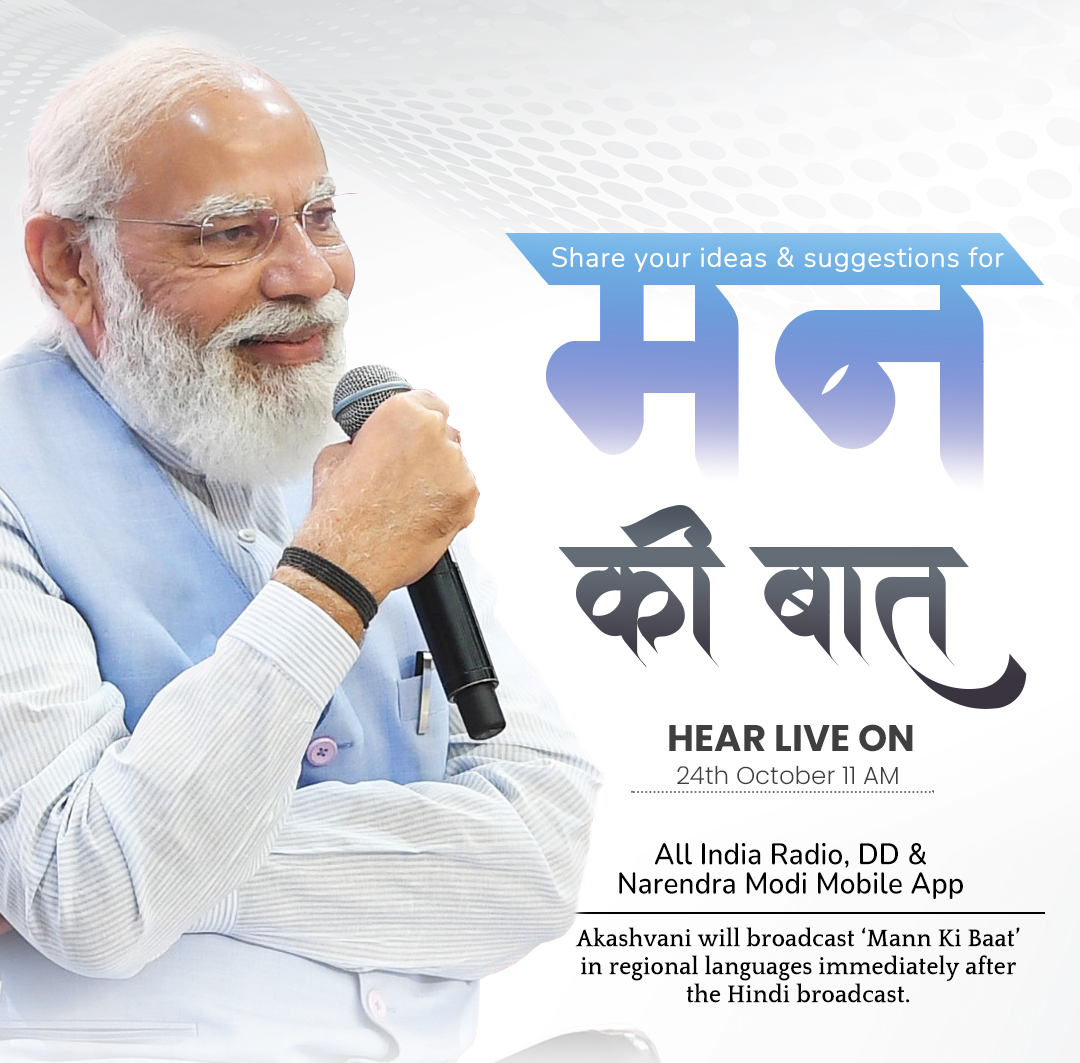 Share your ideas & suggestions for
मन
की बात
HEAR LIVE ON
24th October 11 AM
All India Radio, DD &
Narendra Modi Mobile App
Akashvani will broadcast ‘Mann Ki Baat’
in regional languages immediately after
the Hindi broadcast.